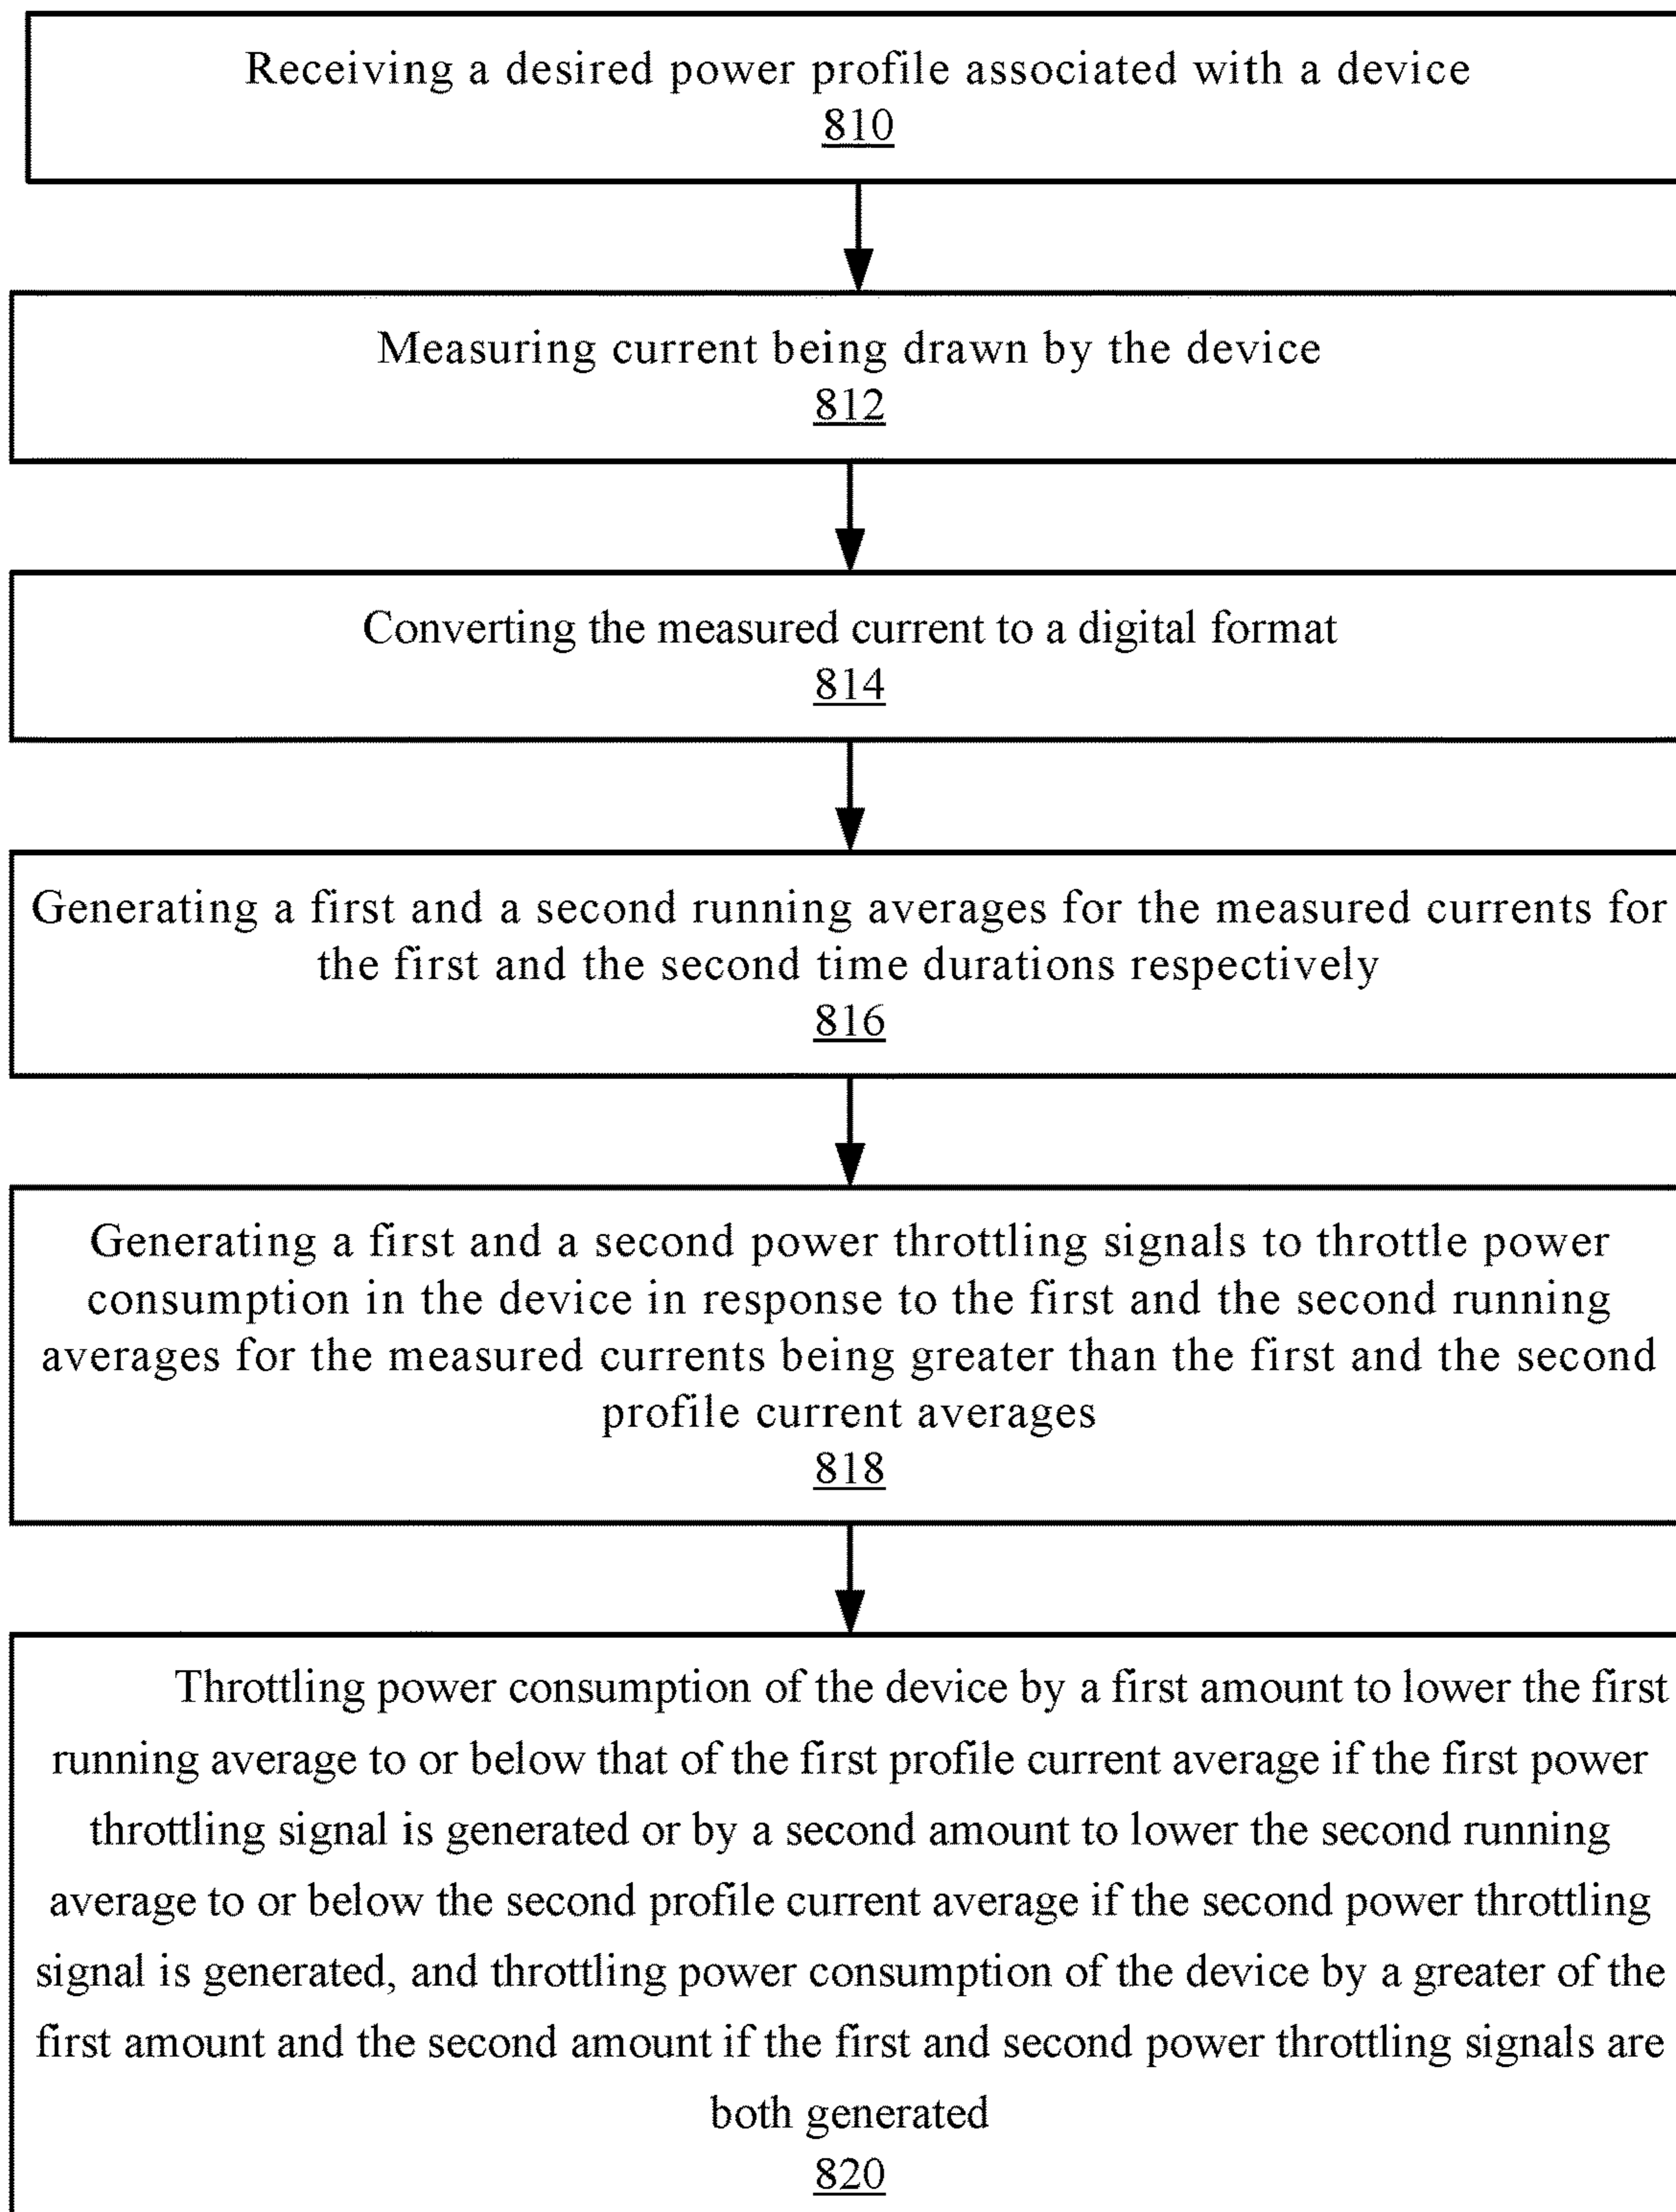 Receiving a desired power profile associated with a device
810
Measuring current being drawn by the device
812
Converting the measured current to a digital format
814
Generating a first and a second running averages for the measured currents for
the first and the second time durations respectively
816
Generating a first and a second power throttling signals to throttle power
consumption in the device in response to the first and the second running
averages for the measured currents being greater than the first and the second
profile current averages
818
Throttling power consumption of the device by a first amount to lower the first
running average to or below that of the first profile current average if the first power
throttling signal is generated or by a second amount to lower the second running
average to or below the second profile current average if the second power throttling
signal is generated, and throttling power consumption of the device by a greater of the
first amount and the second amount if the first and second power throttling signals are
both generated
820